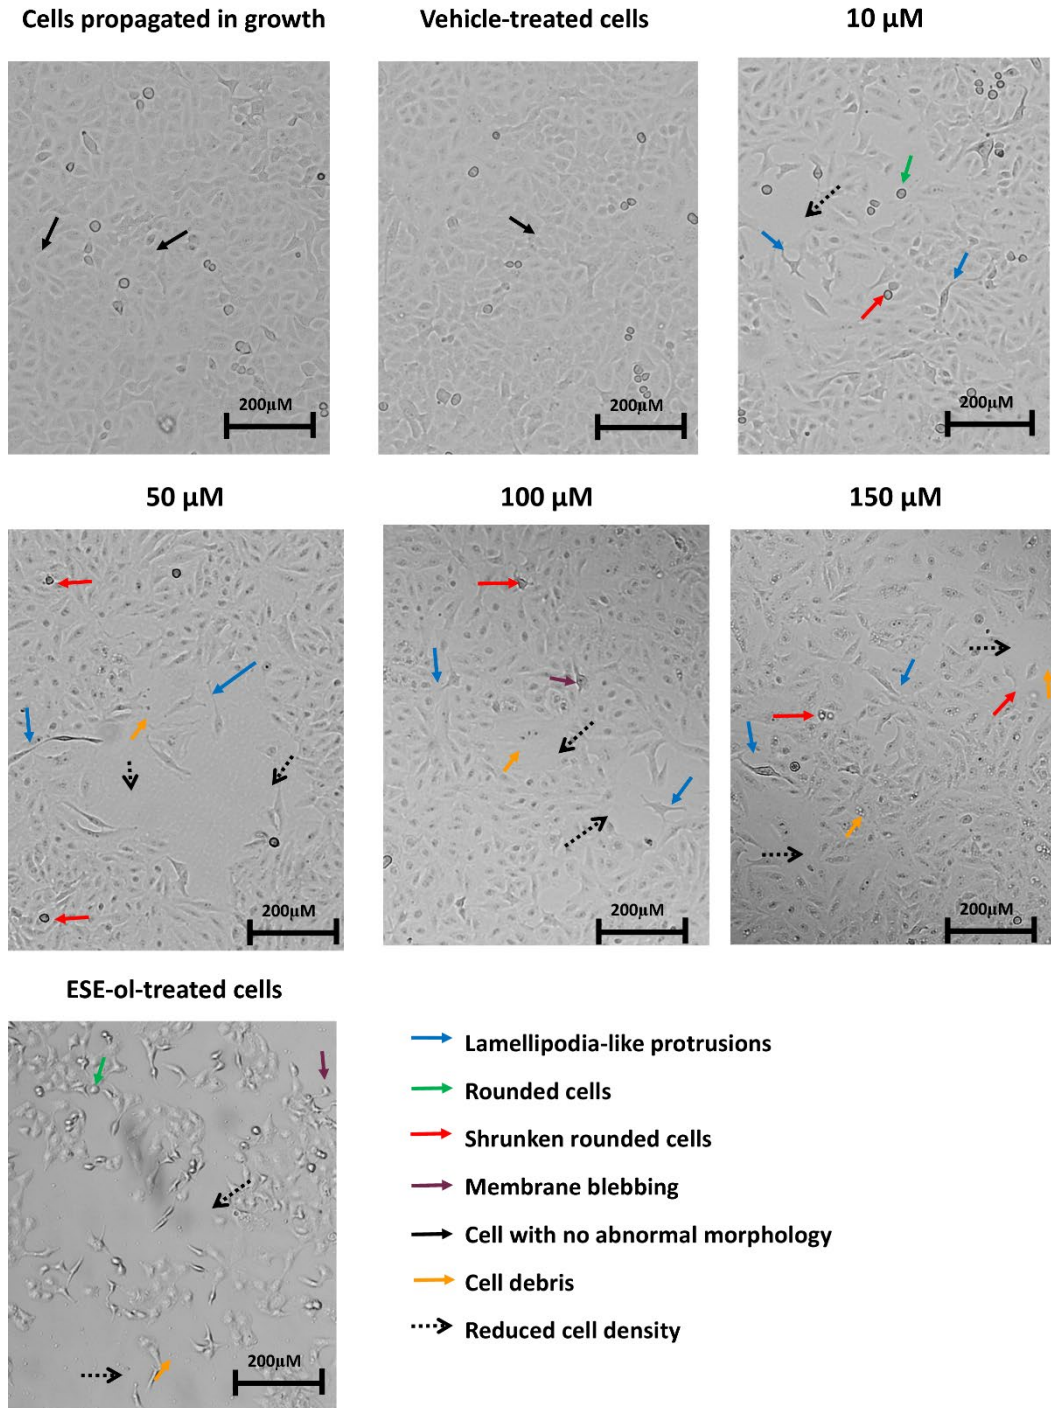 Cells propagated in growth
Vehicle-treated cells
10 µM
200µM
200µM
200µM
50 µM
100 µM
150 µM
200µM
200µM
200µM
ESE-ol-treated cells
200µM
Lamellipodia-like protrusions
Rounded cells
Shrunken rounded cells
Membrane blebbing
Cell with no abnormal morphology
Cell debris
Reduced cell density